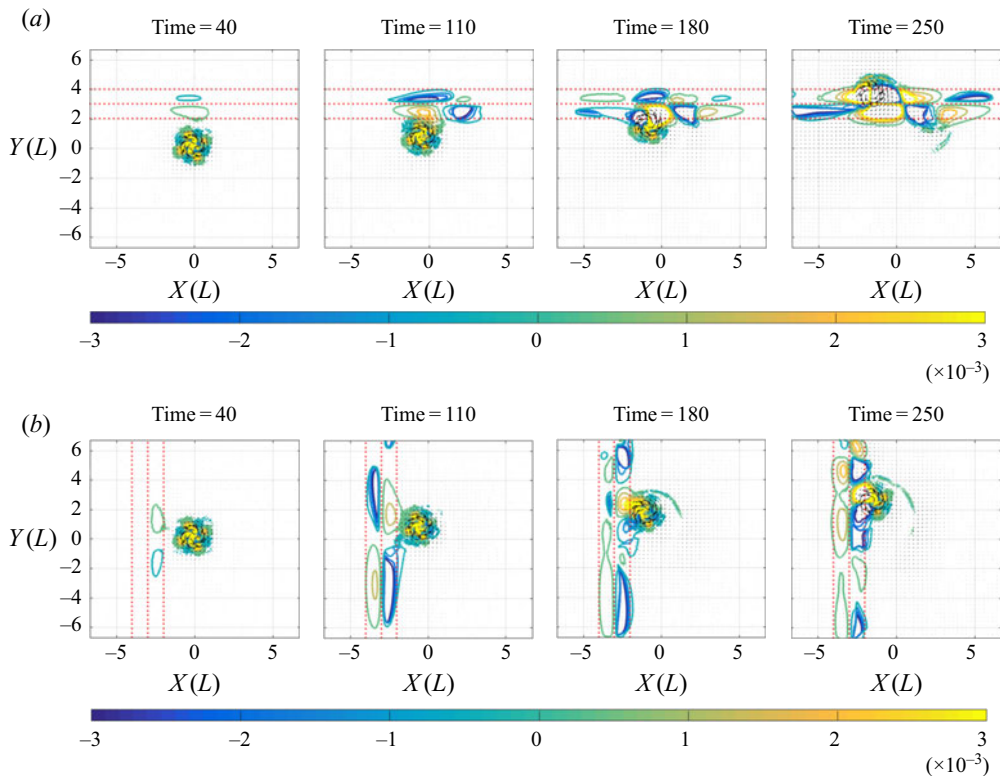 (a)
Time = 40 Time = 110 Time = 180 Time = 250
6
4
2
Y(L) 0
–2
–4
–6
–5 0 5 –5 0 5 –5 0 5 –5 0 5
X(L) X(L) X(L) X(L)
–3 –2 –1 0 1 2 3
(×10–3)
(b)
Time = 40 Time = 110 Time = 180 Time = 250
6
4
2
Y(L) 0
–2
–4
–6
–5 0 5 –5 0 5 –5 0 5 –5 0 5
X(L) X(L) X(L) X(L)
–3 –2 –1 0 1 2 3
(×10–3)